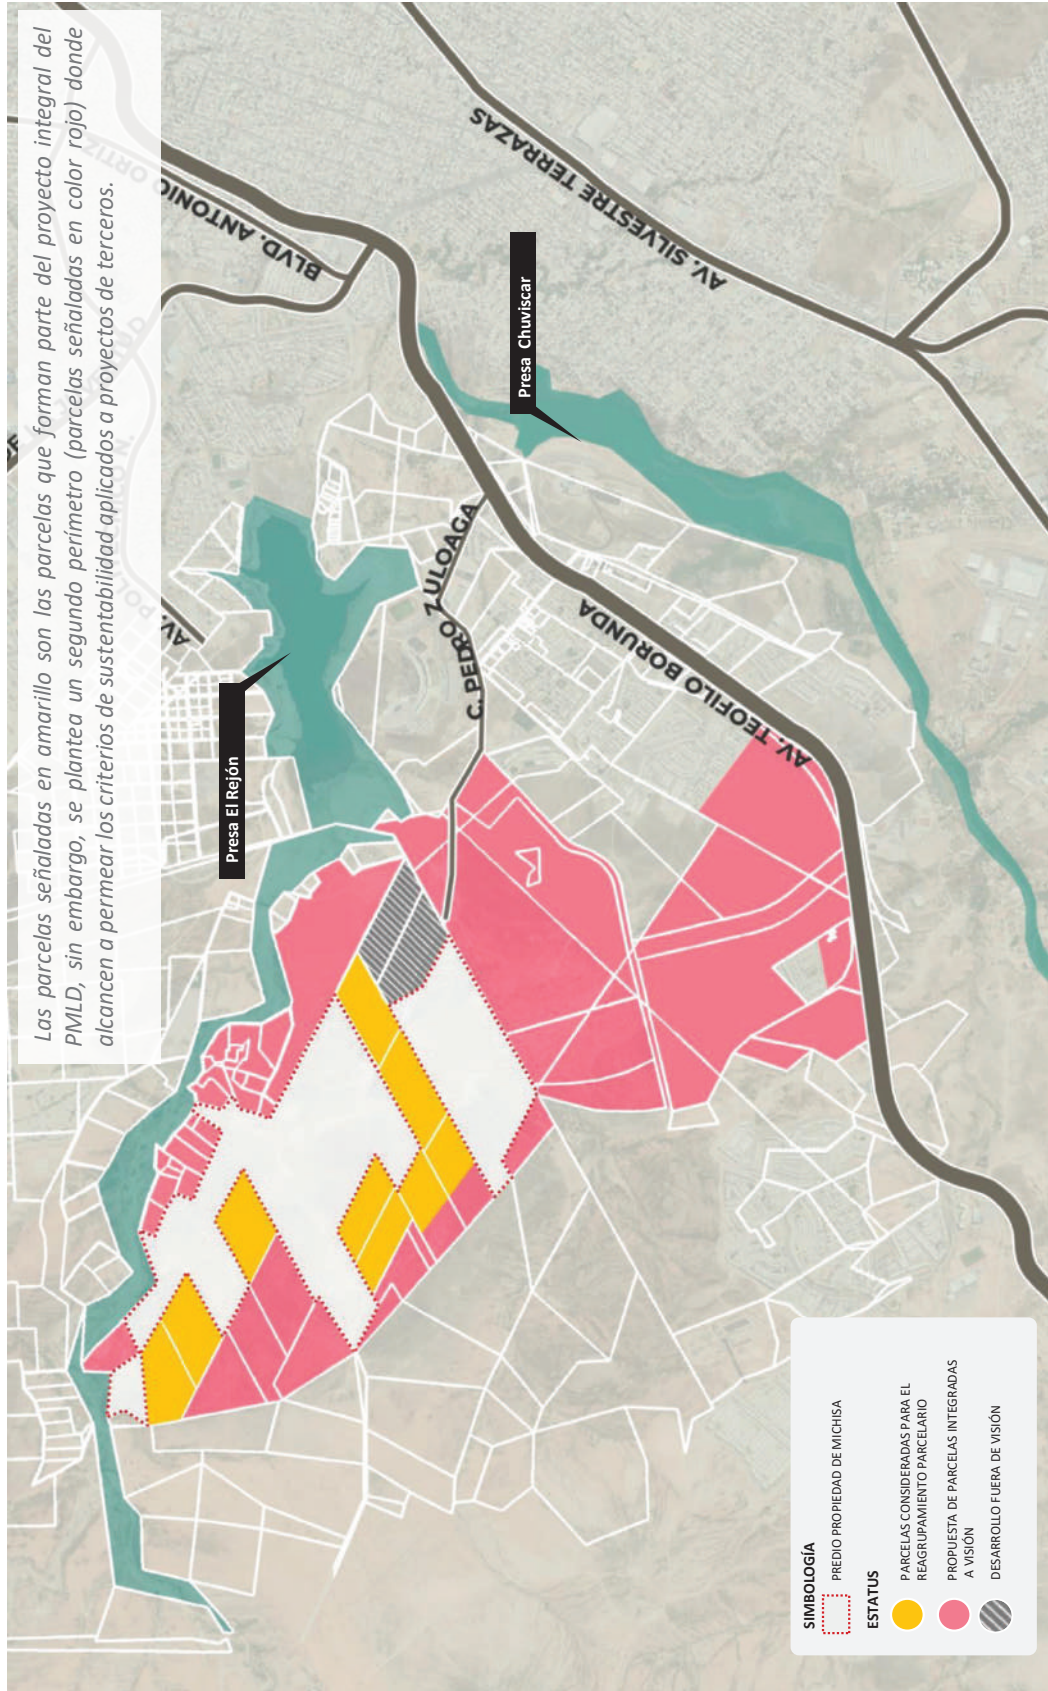 Las parcelas señaladas en amarillo son las parcelas que forman parte del proyecto integral del
PMLD, sin embargo, se plantea un segundo perímetro (parcelas señaladas en color rojo) donde
alcancen a permear los criterios de sustentabilidad aplicados a proyectos de terceros.
BLVD. ANTONIO ORTIZ
AV.
AV. SILVESTRE TERRAZAS
Presa El Rejón
Presa Chuviscar
C. PEDRO ZULOAGA
AV. TEOFILO BORUNDA
SIMBOLOGÍA
PREDIO PROPIEDAD DE MICHISA
ESTATUS
PARCELAS CONSIDERADAS PARA EL
REAGRUPAMIENTO PARCELARIO
PROPUESTA DE PARCELAS INTEGRADAS
A VISIÓN
DESARROLLO FUERA DE VISIÓN